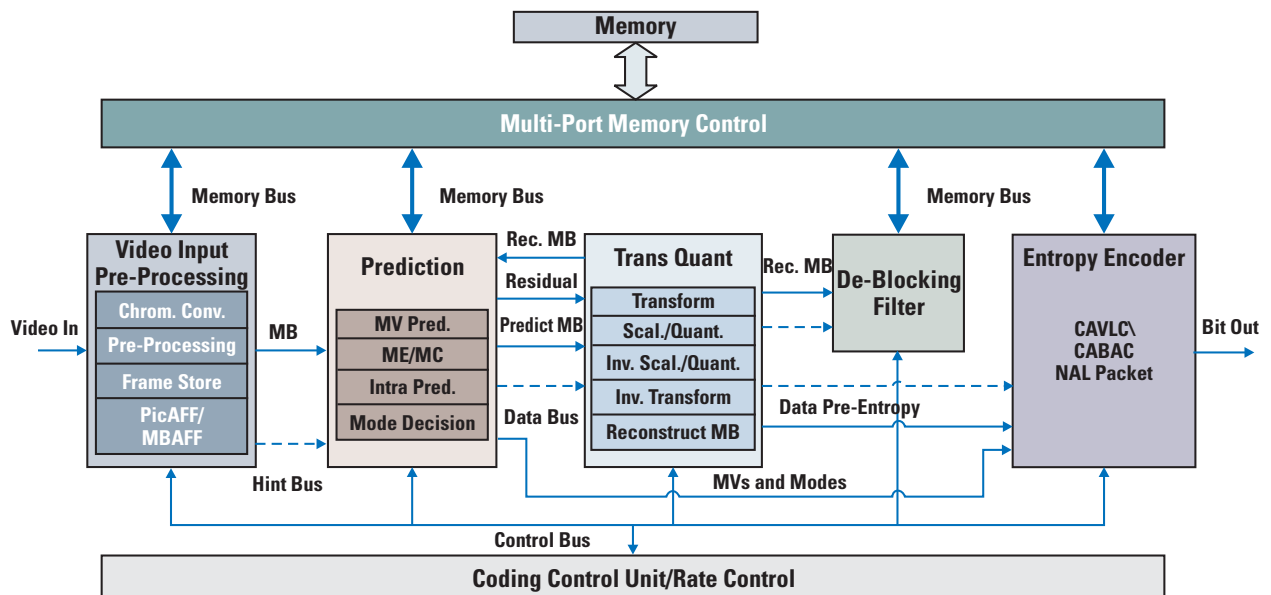 Memory
Multi-Port Memory Control
Memory Bus
Memory Bus
Memory Bus
Video In
Video Input
Pre-Processing
Chrom. Conv.
Pre-Processing
Frame Store
PicAFF/
MBAFF
MB
Hint Bus
Prediction
MV Pred.
ME/MC
Intra Pred.
Mode Decision
Rec. MB
Residual
Predict MB
Data Bus
Trans Quant
Transform
Scal./Quant.
Inv. Scal./Quant.
Inv. Transform
Reconstruct MB
Rec. MB
De-Blocking
Filter
Data Pre-Entropy
MVs and Modes
Entropy Encoder
CAVLC\
CABAC
NAL Packet
Bit Out
Control Bus
Coding Control Unit/Rate Control